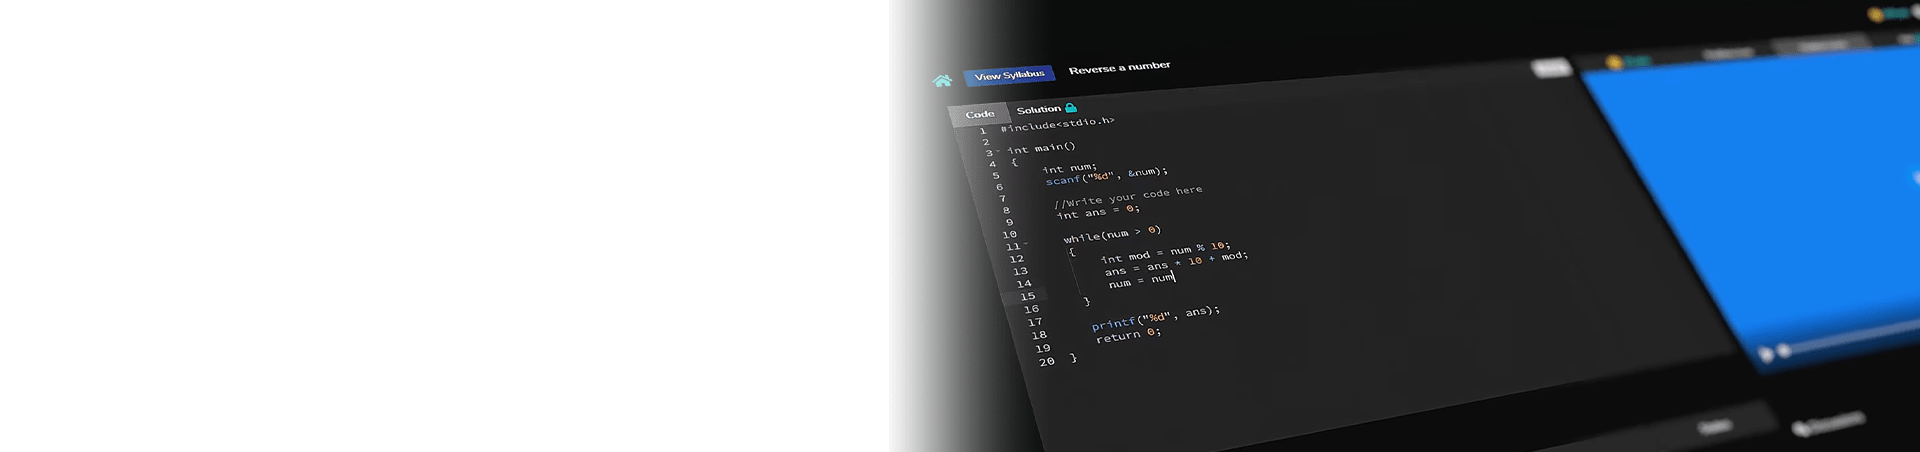 View Syllabus Reverse a number
Code Solution
1 #include<stdio.h>
2
3 int main()
4 {
5 int num;
6 scanf("%d", &num);
7
8 //Write your code here
9 int ans = 0;
10
11 while(num > 0)
12 {
13 int mod = num % 10;
14 ans = ans * 10 + mod;
15 num = num
16 }
17
18 printf("%d", ans);
19 return 0;
20 }